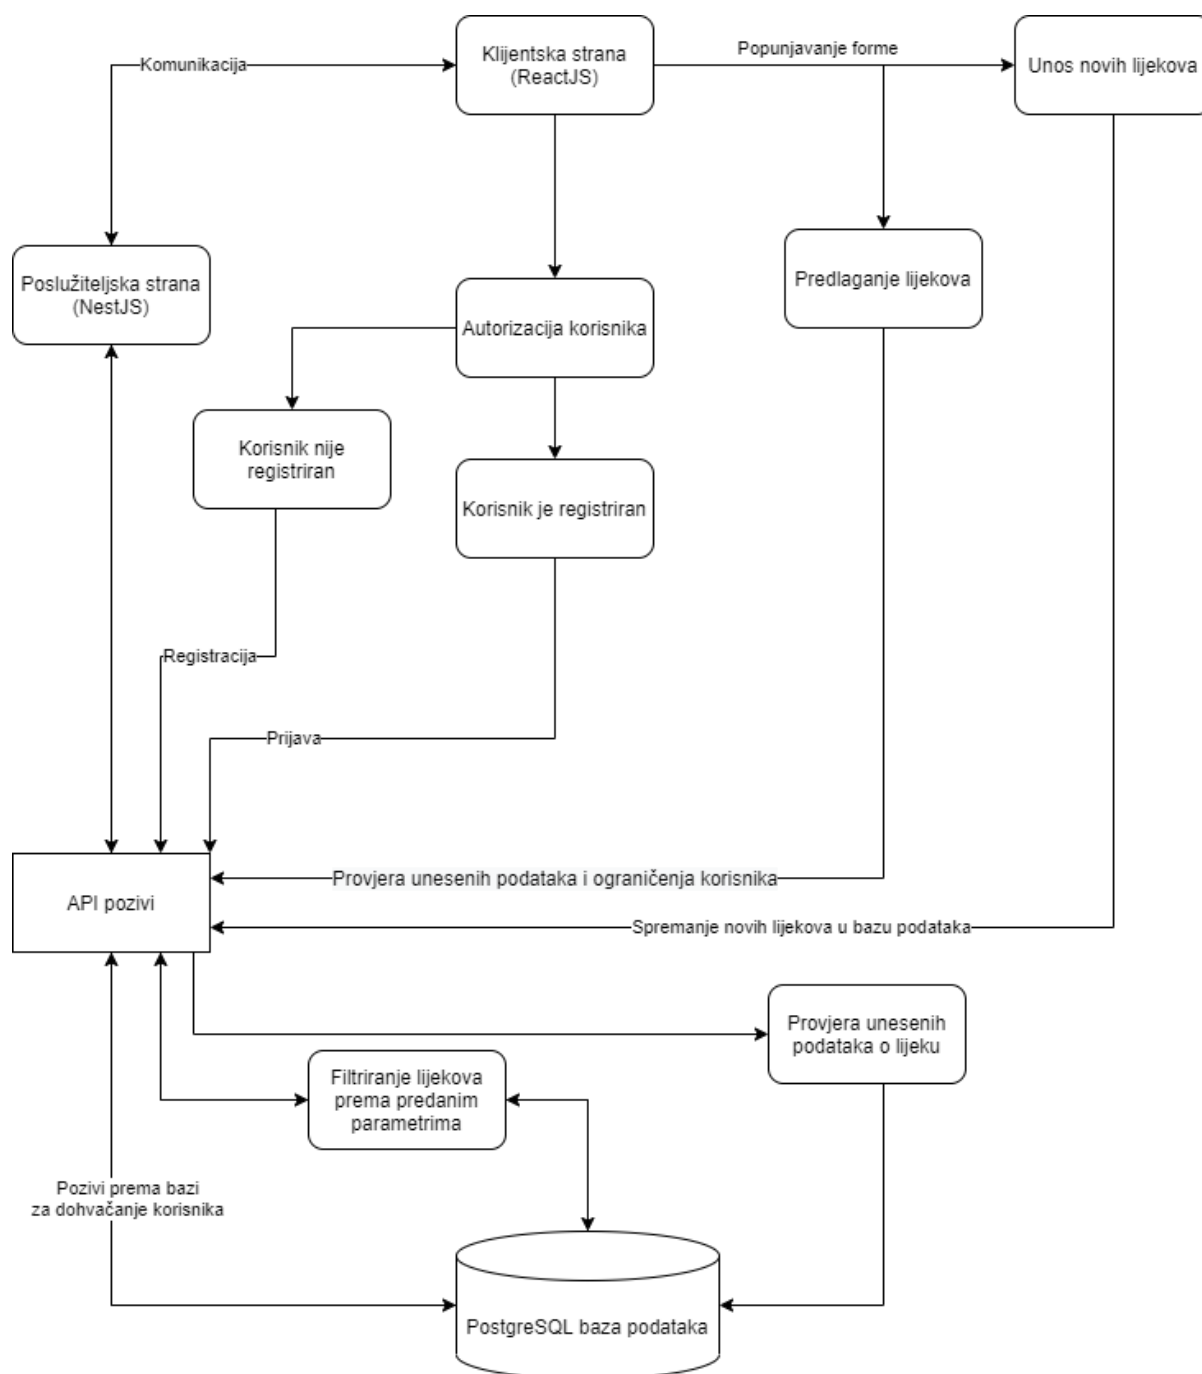 Klijentska strana
(ReactJS)
Popunjavanje forme
Unos novih lijekova
Komunikacija
Poslužiteljska strana
(NestJS)
Predlaganje lijekova
Autorizacija korisnika
Korisnik nije
registriran
Korisnik je registriran
Registracija
Prijava
Provjera unesenih podataka i ograničenja korisnika
API pozivi
Spremanje novih lijekova u bazu podataka
Provjera unesenih
podataka o lijeku
Filtriranje lijekova
prema predanim
parametrima
Pozivi prema bazi
za dohvačanje korisnika
PostgreSQL baza podataka